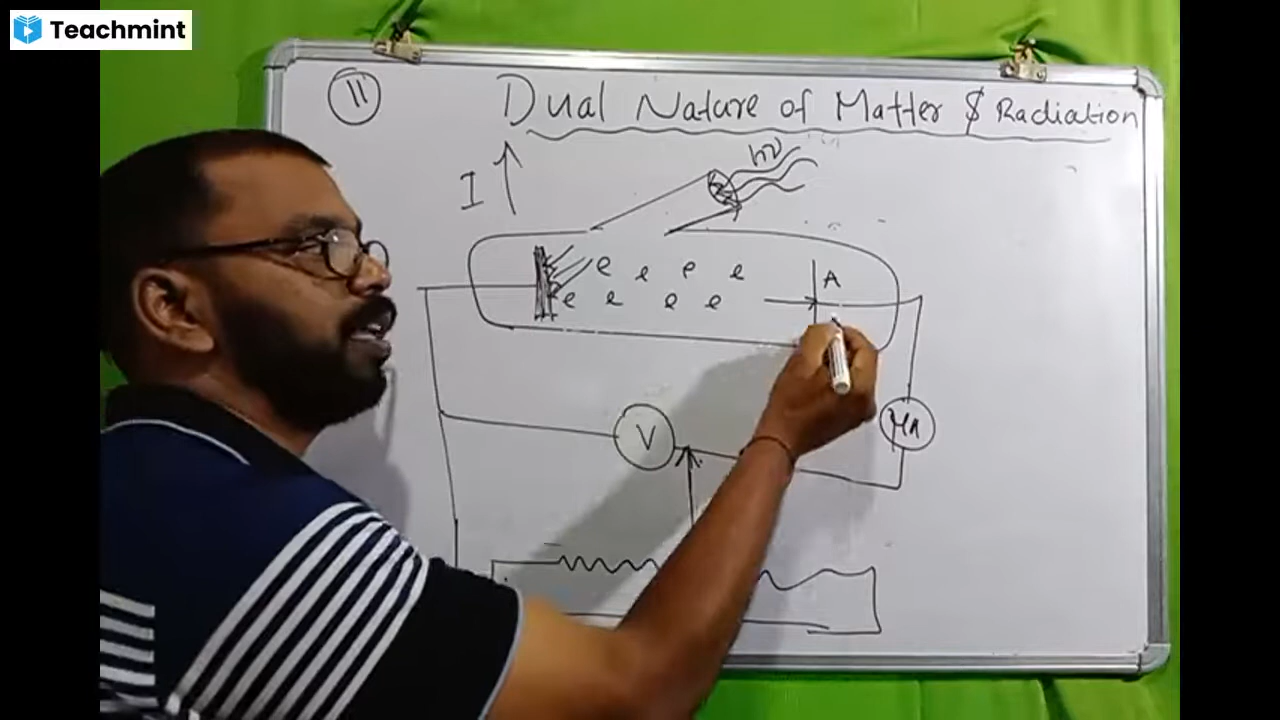 Teachmint
11
Dual Nature of Matter & Radiation
I
hν
e e e e
A
e e e e
V
μA